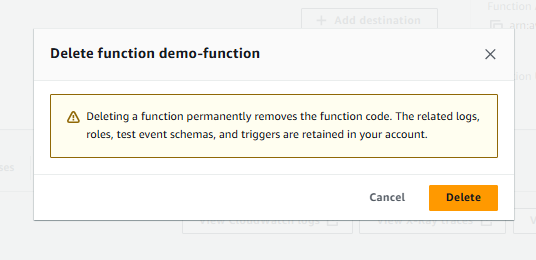 Function A
+ Add destination
Delete function demo-function
Deleting a function permanently removes the function code. The related logs,
roles, test event schemas, and triggers are retained in your account.
Cancel
Delete
View CloudWatch logs
View X-Ray traces